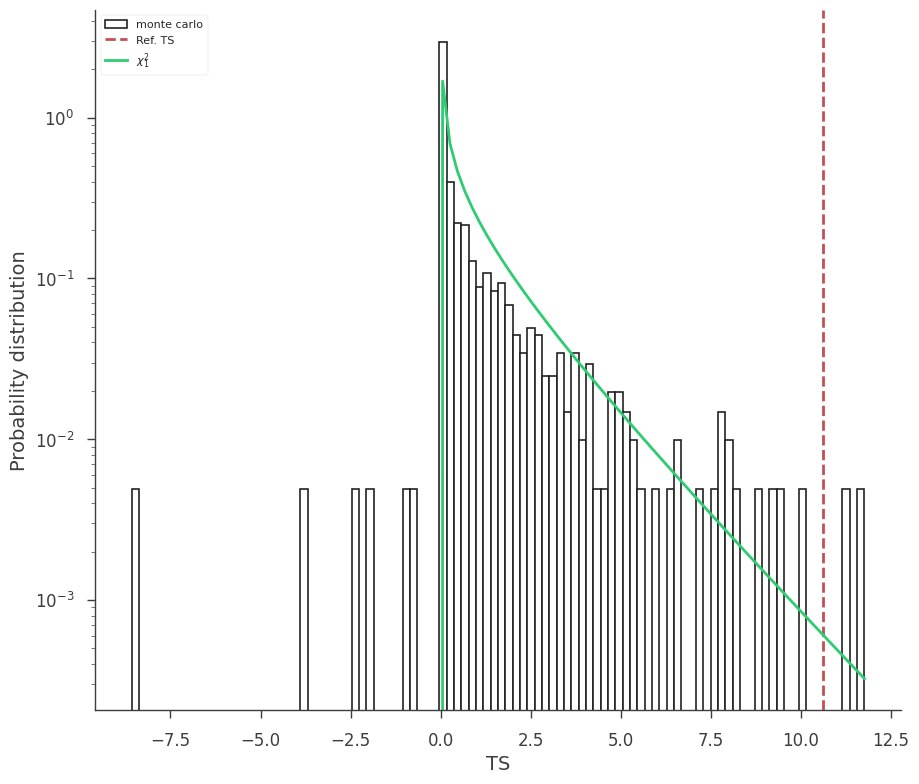 monte carlo
Ref. TS
χ₁²
Probability distribution
10⁰
10⁻¹
10⁻²
10⁻³
−7.5 −5.0 −2.5 0.0 2.5 5.0 7.5 10.0 12.5
TS